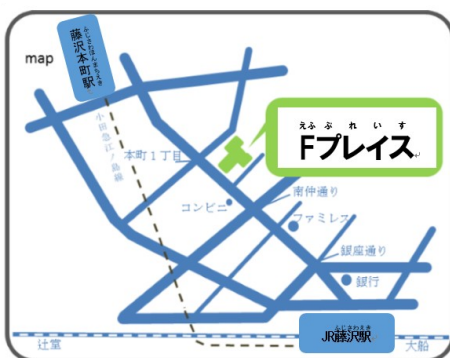 map
ふじさわほんまちえき
藤沢本町駅
小田急江ノ島線
えふぷれいす
Fプレイス
本町1丁目
コンビニ
南仲通り
ファミレス
銀座通り
銀行
ふじさわえき
JR藤沢駅
辻堂
大船